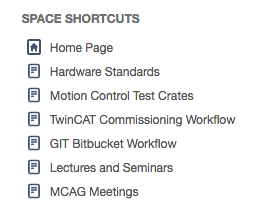 SPACE SHORTCUTS
Home Page
Hardware Standards
Motion Control Test Crates
TwinCAT Commissioning Workflow
GIT Bitbucket Workflow
Lectures and Seminars
MCAG Meetings